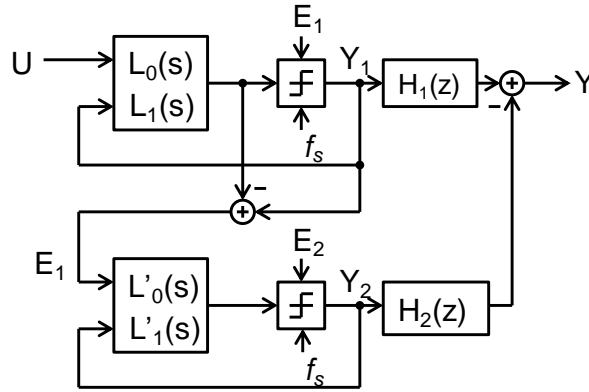 E₁
U
L₀(s)
L₁(s)
Y₁
H₁(z)
Y
−
fₛ
−
E₁
L'₀(s)
L'₁(s)
E₂
Y₂
H₂(z)
fₛ